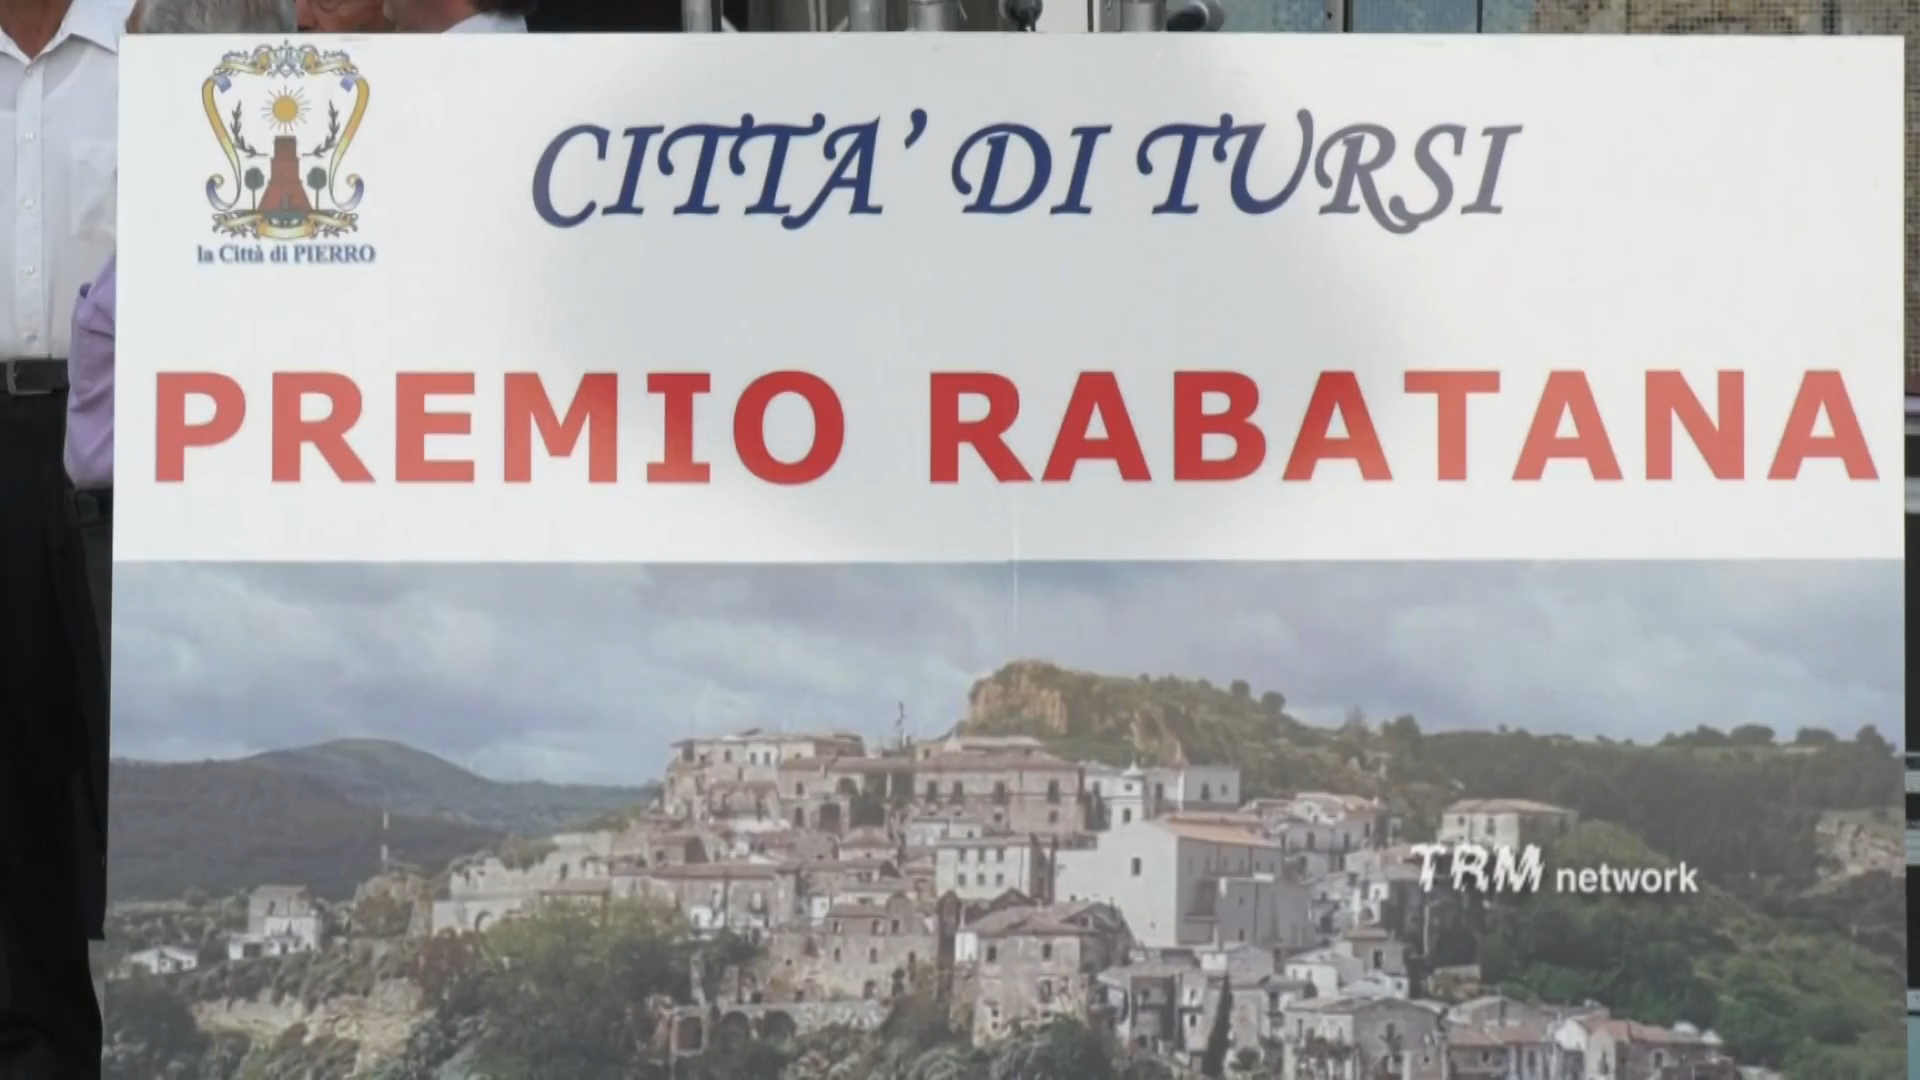 CITTA' DI TURSI
la Città di PIERRO
PREMIO RABATANA
TRM network